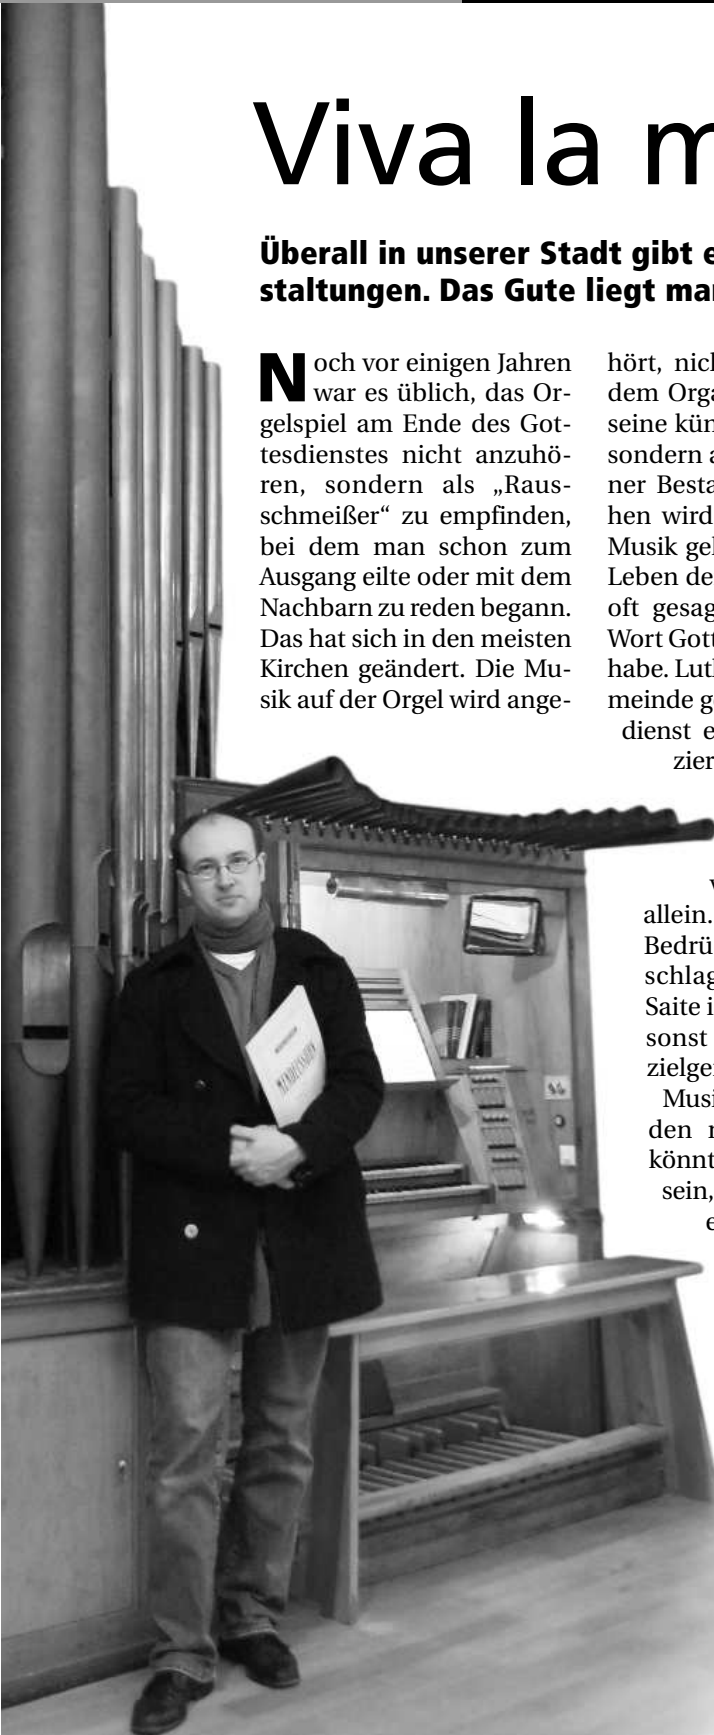 Viva la m
Überall in unserer Stadt gibt e
staltungen. Das Gute liegt mar
Noch vor einigen Jahren
war es üblich, das Or-
gelspiel am Ende des Got-
tesdienstes nicht anzuhö-
ren, sondern als „Raus-
schmeißer“ zu empfinden,
bei dem man schon zum
Ausgang eilte oder mit dem
Nachbarn zu reden begann.
Das hat sich in den meisten
Kirchen geändert. Die Mu-
sik auf der Orgel wird ange-
hört, nich
dem Orga
seine kün
sondern a
ner Besta
hen wird
Musik gel
Leben de
oft gesag
Wort Gott
habe. Lutl
meinde g
dienst e
zier
allein.
Bedrü
schlag
Saite i
sonst
zielge
Musi
den
könnt
sein,
e
MENDELSSOHN